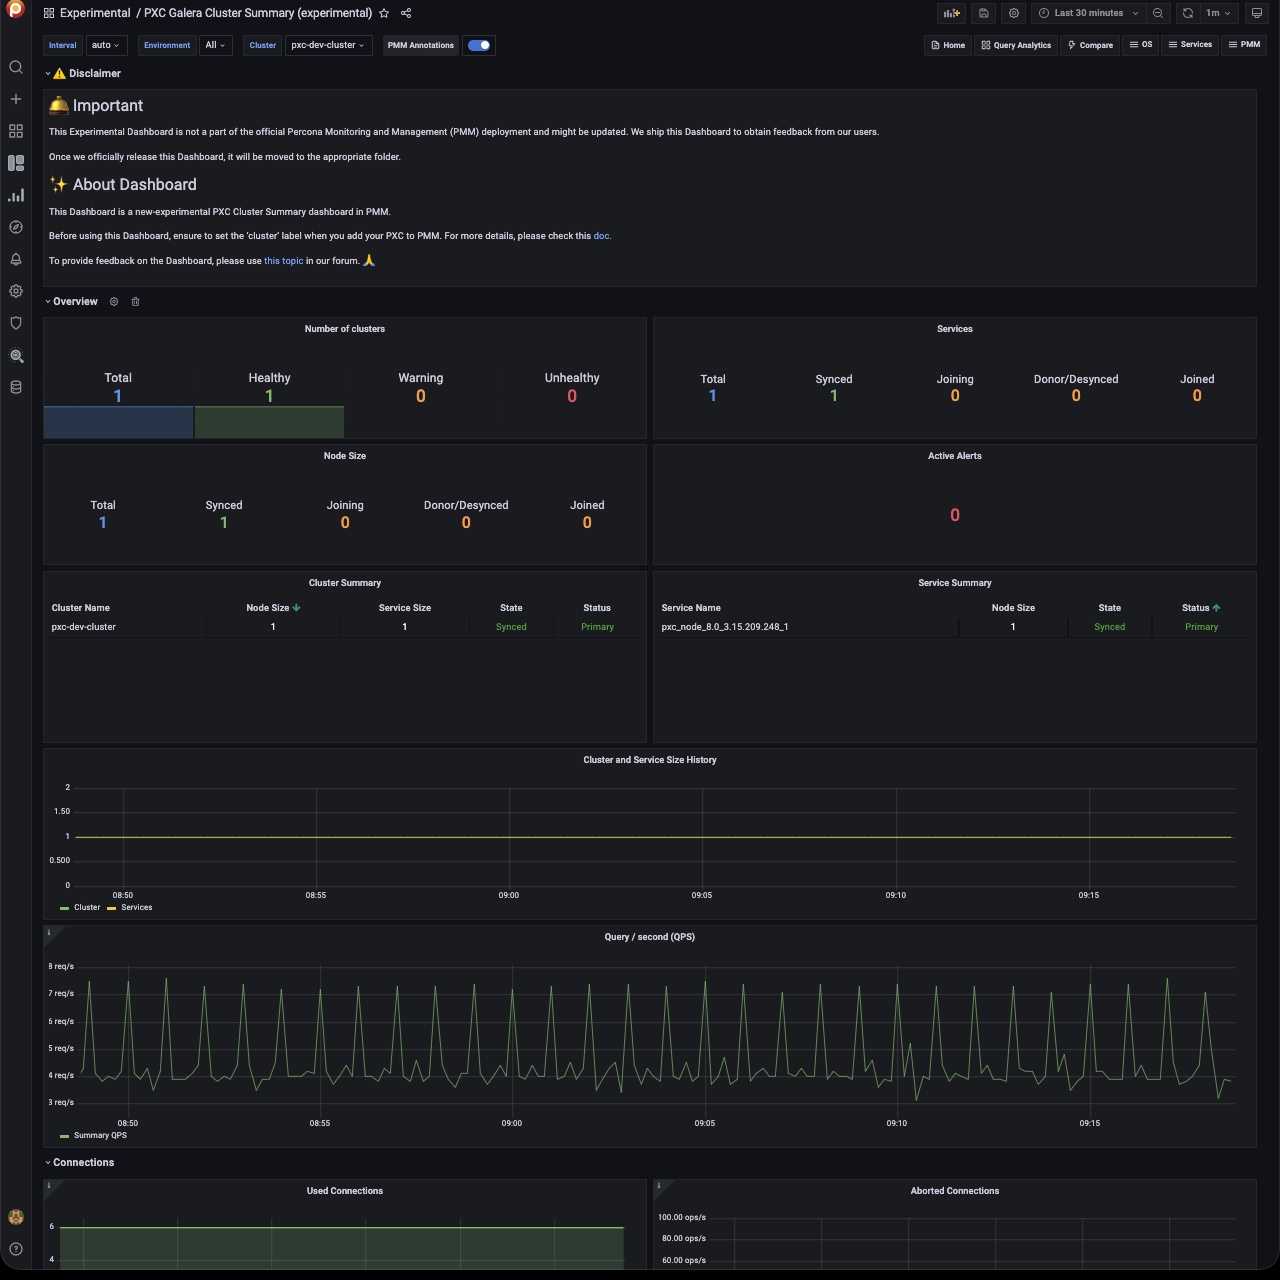 Experimental / PXC Galera Cluster Summary (experimental)
Last 30 minutes
1m
Interval auto Environment All Cluster pxc-dev-cluster PMM Annotations
Home Query Analytics Compare OS Services PMM
Disclaimer
Important
This Experimental Dashboard is not a part of the official Percona Monitoring and Management (PMM) deployment and might be updated. We ship this Dashboard to obtain feedback from our users.
Once we officially release this Dashboard, it will be moved to the appropriate folder.
About Dashboard
This Dashboard is a new-experimental PXC Cluster Summary dashboard in PMM.
Before using this Dashboard, ensure to set the 'cluster' label when you add your PXC to PMM. For more details, please check this doc.
To provide feedback on the Dashboard, please use this topic in our forum.
Overview
Number of clusters
Total Healthy Warning Unhealthy
1 1 0 0
Services
Total Synced Joining Donor/Desynced Joined
1 1 0 0 0
Node Size
Total Synced Joining Donor/Desynced Joined
1 1 0 0 0
Active Alerts
0
Cluster Summary
Cluster Name Node Size Service Size State Status
pxc-dev-cluster 1 1 Synced Primary
Service Summary
Service Name Node Size State Status
pxc_node_8.0_3.15.209.248_1 1 Synced Primary
Cluster and Service Size History
2
1.50
1
0.500
0
08:50 08:55 09:00 09:05 09:10 09:15
Cluster Services
Query / second (QPS)
8 req/s
7 req/s
6 req/s
5 req/s
4 req/s
3 req/s
08:50 08:55 09:00 09:05 09:10 09:15
Summary QPS
Connections
Used Connections
6
4
Aborted Connections
100.00 ops/s
80.00 ops/s
60.00 ops/s